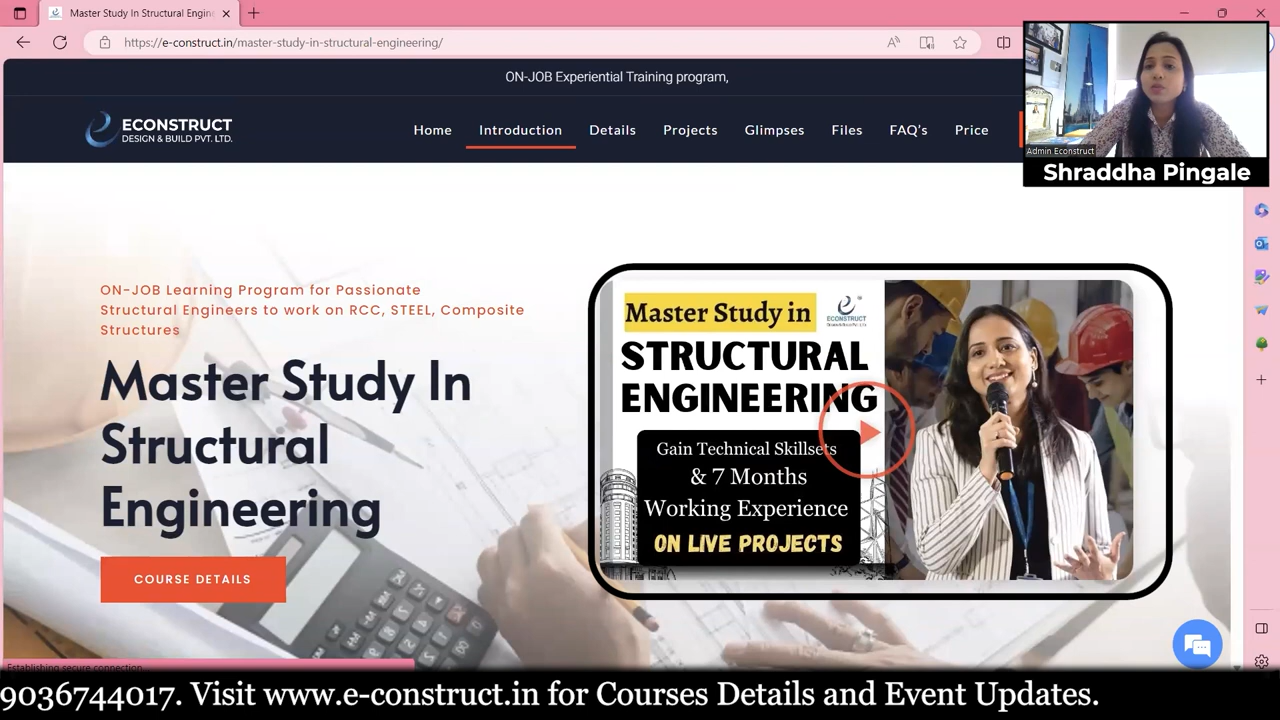 Master Study In Structural Engin
https://e-construct.in/master-study-in-structural-engineering/
ON-JOB Experiential Training program,
ECONSTRUCT
DESIGN & BUILD PVT. LTD.
Home Introduction Details Projects Glimpses Files FAQ's Price
Admin Econstruct
Shraddha Pingale
ON-JOB Learning Program for Passionate
Structural Engineers to work on RCC, STEEL, Composite
Structures
Master Study In
Structural
Engineering
COURSE DETAILS
Master Study in
ECONSTRUCT
STRUCTURAL
ENGINEERING
Gain Technical Skillsets
& 7 Months
Working Experience
ON LIVE PROJECTS
Establishing secure connection...
9036744017. Visit www.e-construct.in for Courses Details and Event Updates.